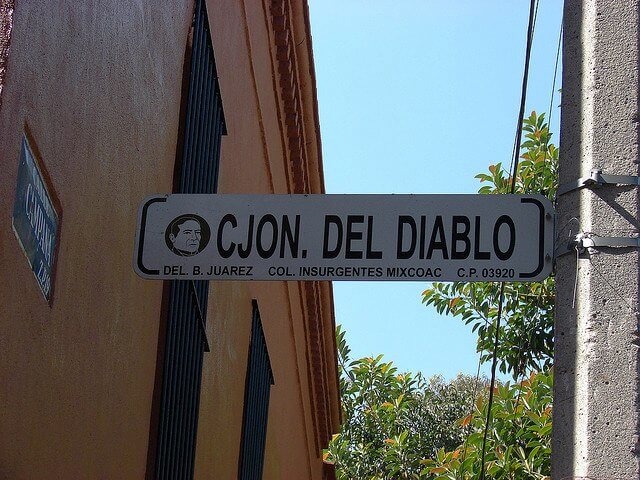 CJON. DEL DIABLO
DEL. B. JUAREZ COL. INSURGENTES MIXCOAC C.P. 03920